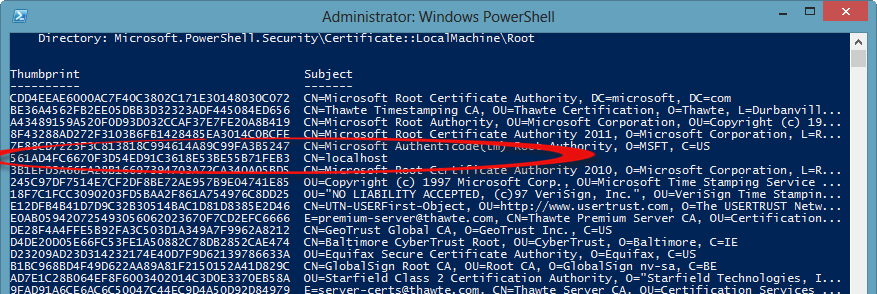 Administrator: Windows PowerShell
Directory: Microsoft.PowerShell.Security\Certificate::LocalMachine\Root
Thumbprint Subject
---------- -------
CDD4EEAE6000AC7F40C3802C171E30148030C072 CN=Microsoft Root Certificate Authority, DC=microsoft, DC=com
BE36A4562FB2EE05DBB3D32323ADF445084ED656 CN=Thawte Timestamping CA, OU=Thawte Certification, O=Thawte, L=Durbanvill...
A43489159A520F0D93D032CCAF37E7FE20A8B419 CN=Microsoft Root Authority, OU=Microsoft Corporation, OU=Copyright (c) 19...
8F43288AD272F3103B6FB1428485EA3014C0BCFE CN=Microsoft Root Certificate Authority 2011, O=Microsoft Corporation, L=R...
7F88CD7223F3C813818C994614A89C99FA3B5247 CN=Microsoft Authenticode(tm) Root Authority, O=MSFT, C=US
561AD4FC6670F3D54ED91C3618E53BE55B71FEB3 CN=localhost
3B1EFD3A66EA28B16697394703A72CA340A05BD5 CN=Microsoft Root Certificate Authority 2010, O=Microsoft Corporation, L=R...
245C97DF7514E7CF2DF8BE72AE957B9E04741E85 OU=Copyright (c) 1997 Microsoft Corp., OU=Microsoft Time Stamping Service ...
18F7C1FCC3090203FD5BAA2F861A754976C8DD25 OU="NO LIABILITY ACCEPTED, (c)97 VeriSign, Inc.", OU=VeriSign Time Stampin...
E12DFB4B41D7D9C32B30514BAC1D81D8385E2D46 CN=UTN-USERFirst-Object, OU=http://www.usertrust.com, O=The USERTRUST Netw...
E0AB059420725493056062023670F7CD2EFC6666 E=premium-server@thawte.com, CN=Thawte Premium Server CA, OU=Certification...
DE28F4A4FFE5B92FA3C503D1A349A7F9962A8212 CN=GeoTrust Global CA, O=GeoTrust Inc., C=US
D4DE20D05E66FC53FE1A50882C78DB2852CAE474 CN=Baltimore CyberTrust Root, OU=CyberTrust, O=Baltimore, C=IE
D23209AD23D314232174E40D7F9D62139786633A OU=Equifax Secure Certificate Authority, O=Equifax, C=US
B1BC968BD4F49D622AA89A81F2150152A41D829C CN=GlobalSign Root CA, OU=Root CA, O=GlobalSign nv-sa, C=BE
AD7E1C28B064EF8F6003402014C3D0E3370EB58A OU=Starfield Class 2 Certification Authority, O="Starfield Technologies, I...
9FAD91A6CE6AC6C50047C44EC9D4A50D92D84979 E=server-certs@thawte.com, CN=Thawte Server CA, OU=Certification Services ...